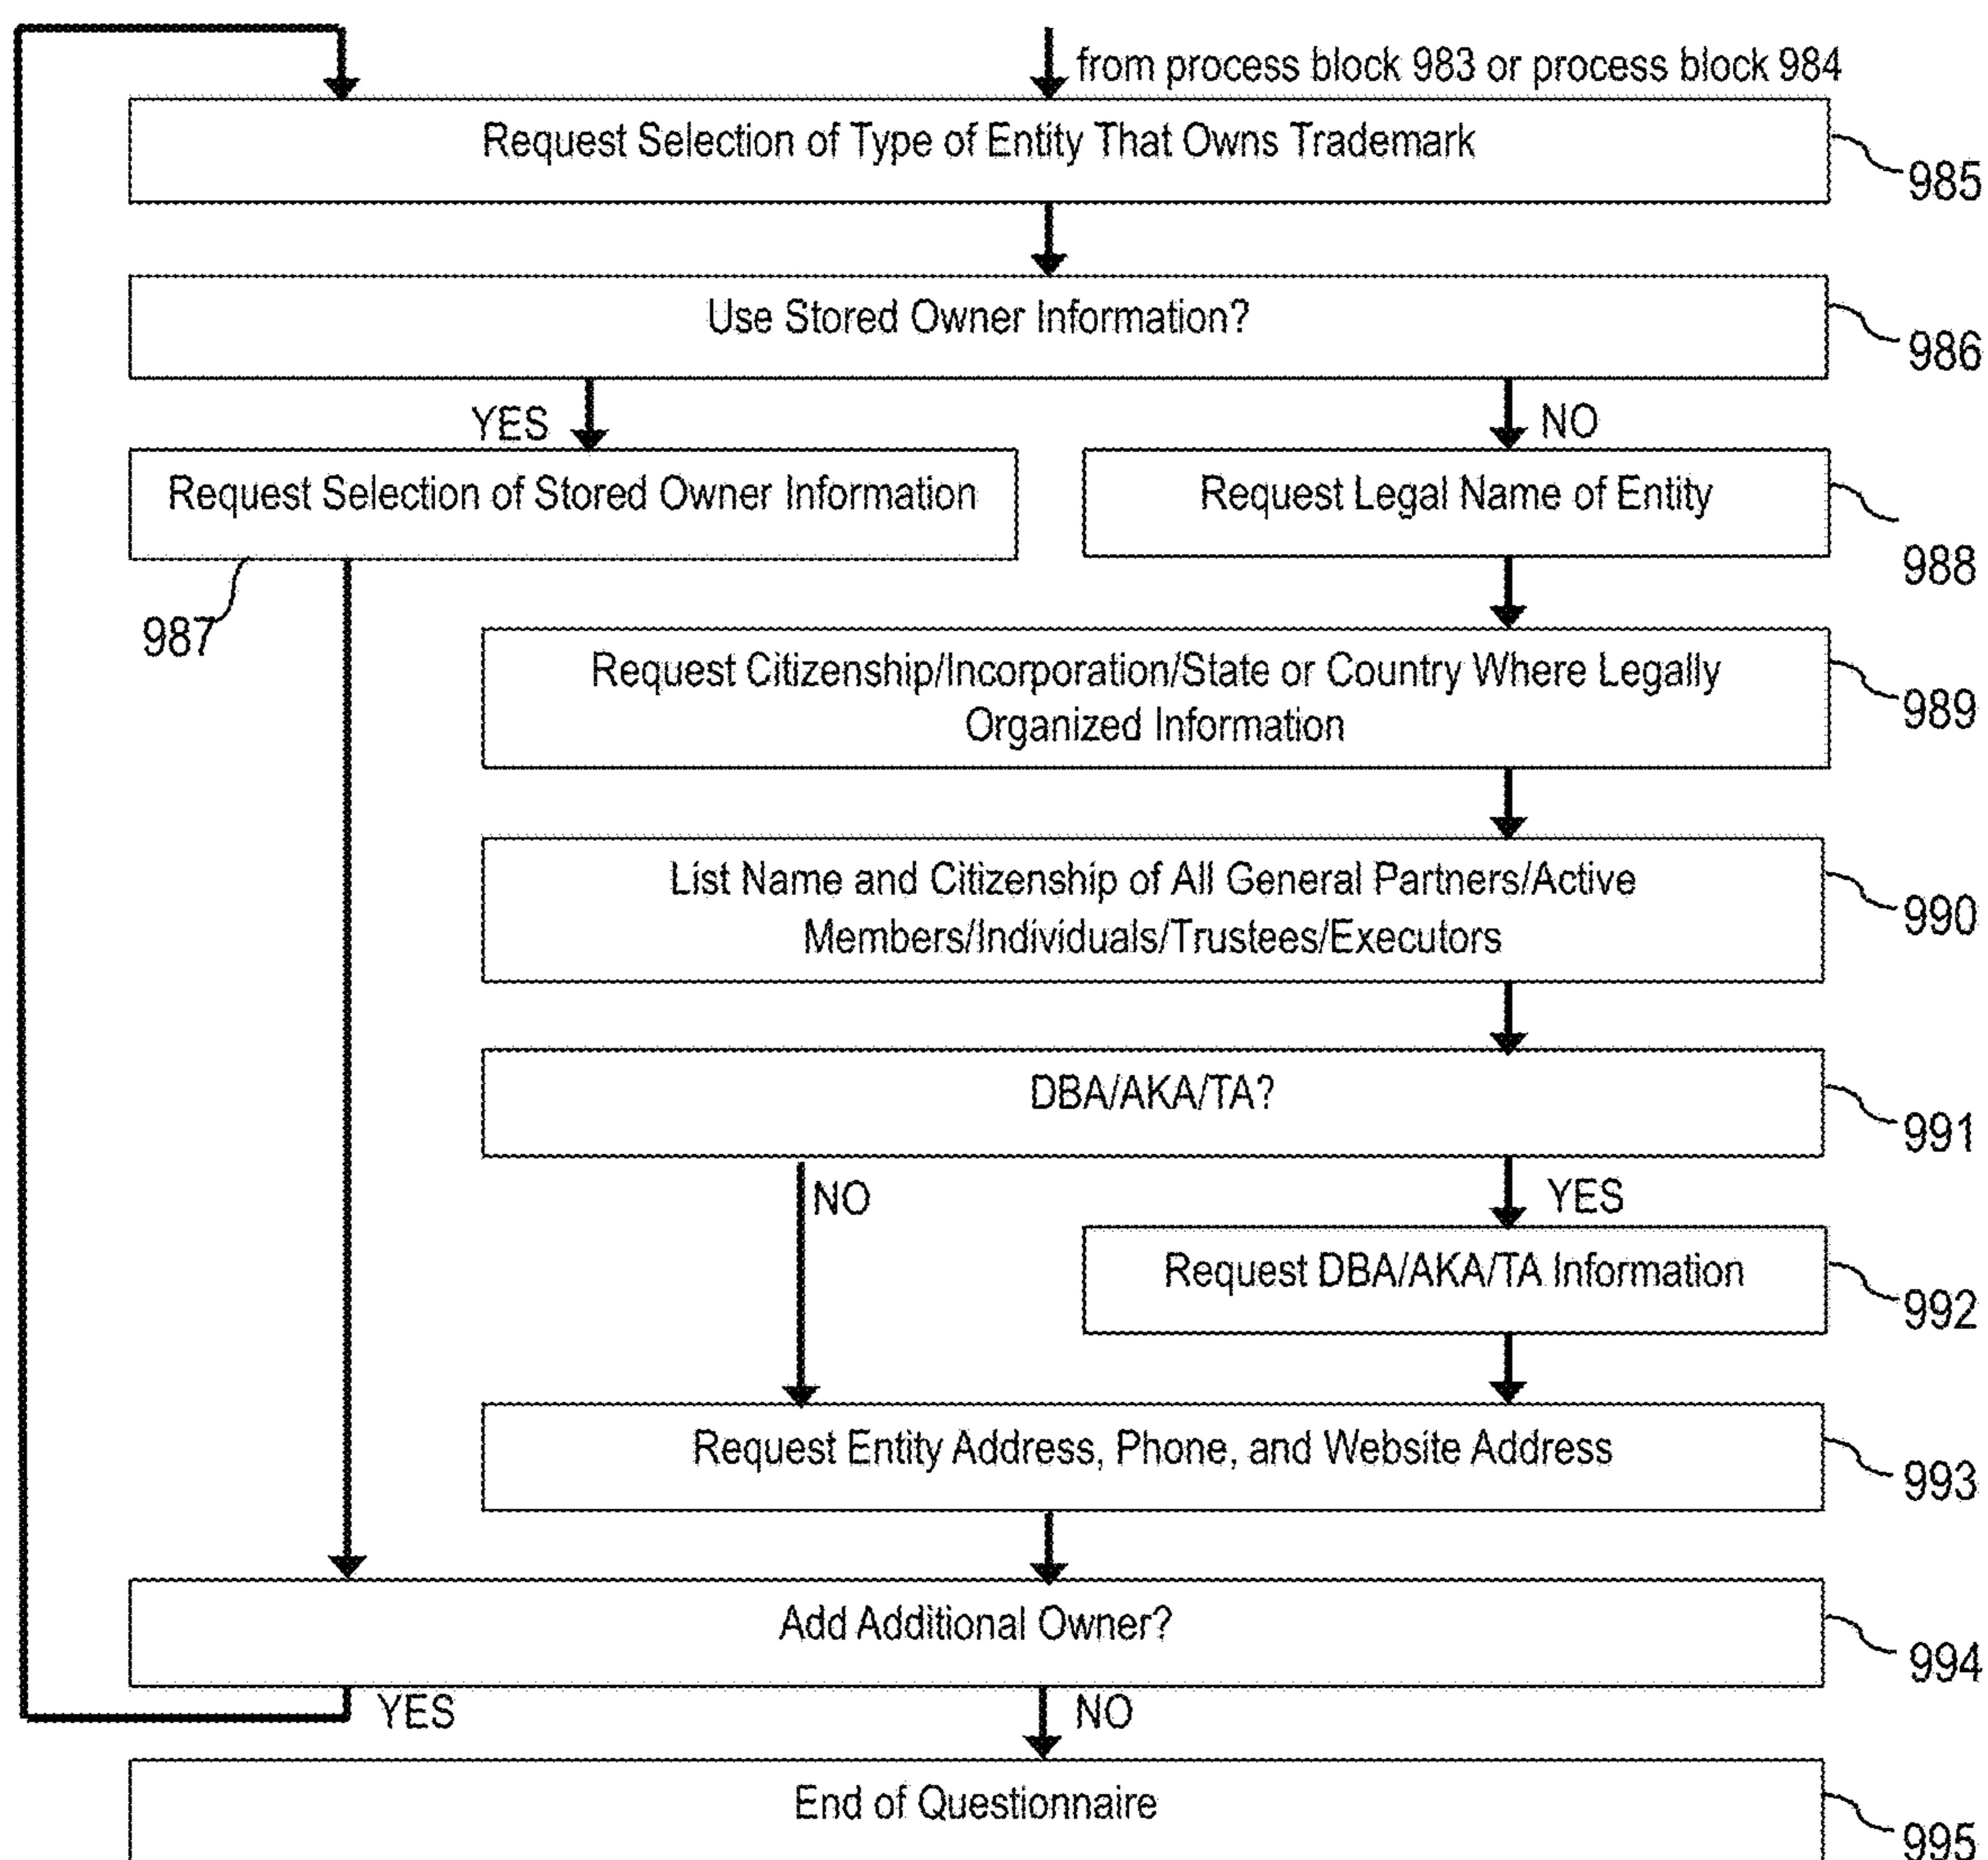 from process block 983 or process block 984
Request Selection of Type of Entity That Owns Trademark
985
Use Stored Owner Information?
986
YES
NO
Request Selection of Stored Owner Information
Request Legal Name of Entity
988
987
Request Citizenship/Incorporation/State or Country Where Legally
Organized Information
989
List Name and Citizenship of All General Partners/Active
Members/Individuals/Trustees/Executors
990
DBA/AKA/TA?
991
NO
YES
Request DBA/AKA/TA Information
992
Request Entity Address, Phone, and Website Address
993
Add Additional Owner?
994
YES
NO
End of Questionnaire
995